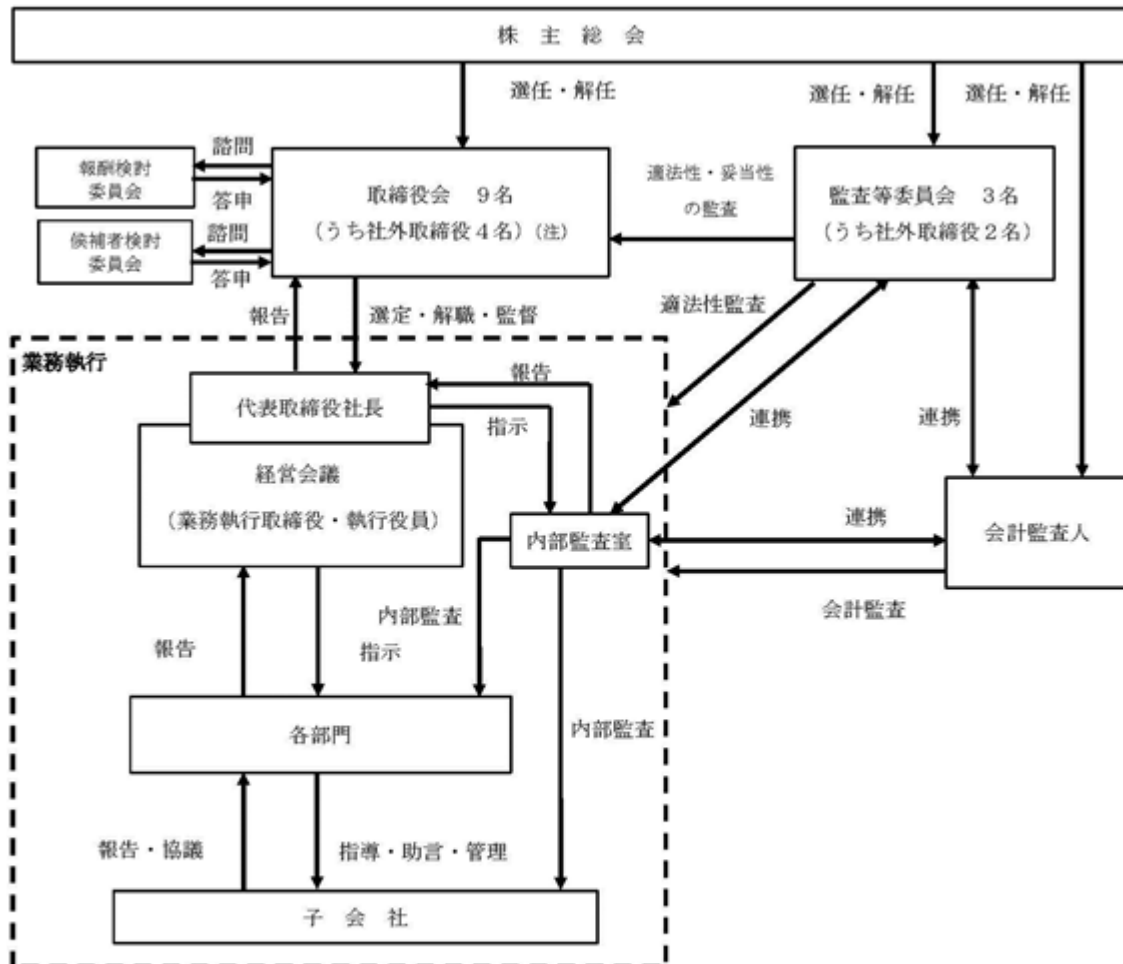 株 主 総 会
選任・解任
選任・解任
選任・解任
報酬検討
委員会
諮問
答申
候補者検討
委員会
諮問
答申
取締役会 9名
(うち社外取締役4名)(注)
適法性・妥当性
の監査
監査等委員会 3名
(うち社外取締役2名)
報告
選定・解職・監督
適法性監査
業務執行
代表取締役社長
報告
指示
連携
連携
経営会議
(業務執行取締役・執行役員)
内部監査室
連携
会計監査人
会計監査
報告
指示
内部監査
各部門
内部監査
報告・協議
指導・助言・管理
子 会 社